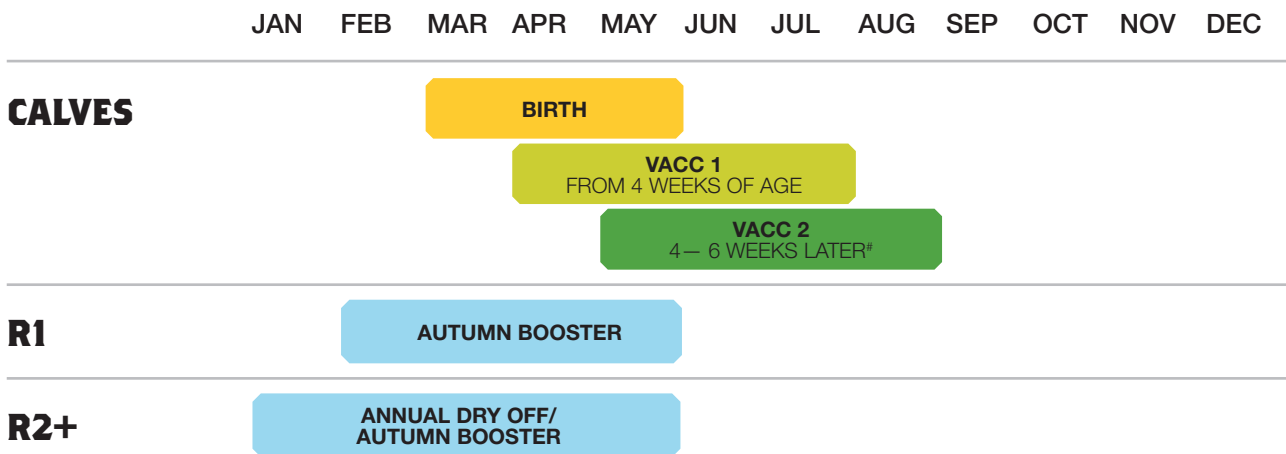 JAN FEB MAR APR MAY JUN JUL AUG SEP OCT NOV DEC
CALVES
BIRTH
VACC 1
FROM 4 WEEKS OF AGE
VACC 2
4— 6 WEEKS LATER#
R1
AUTUMN BOOSTER
R2+
ANNUAL DRY OFF/
AUTUMN BOOSTER